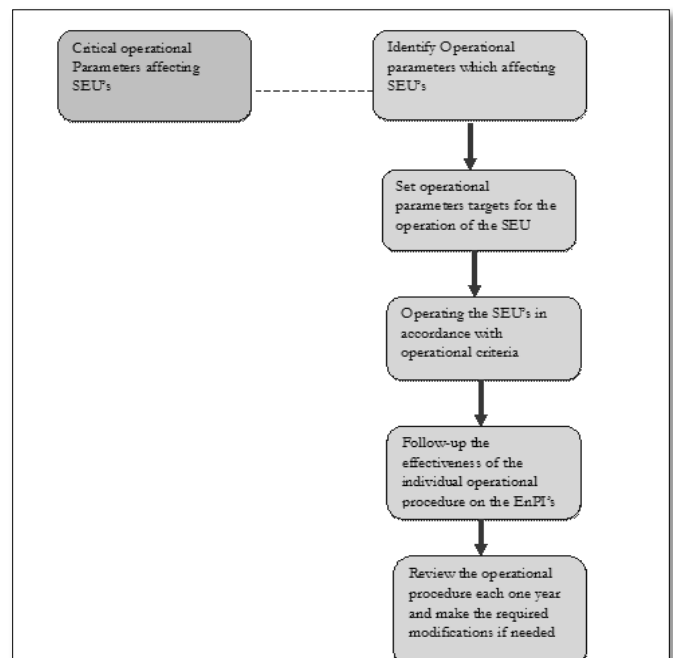 Critical operational
Parameters affecting
SEU's
Identify Operational
parameters which affecting
SEU's
Set operational
parameters targets for the
operation of the SEU
Operating the SEU's in
accordance with
operational criteria
Follow-up the
effectiveness of the
individual operational
procedure on the EnPI's
Review the operational
procedure each one year
and make the required
modifications if needed